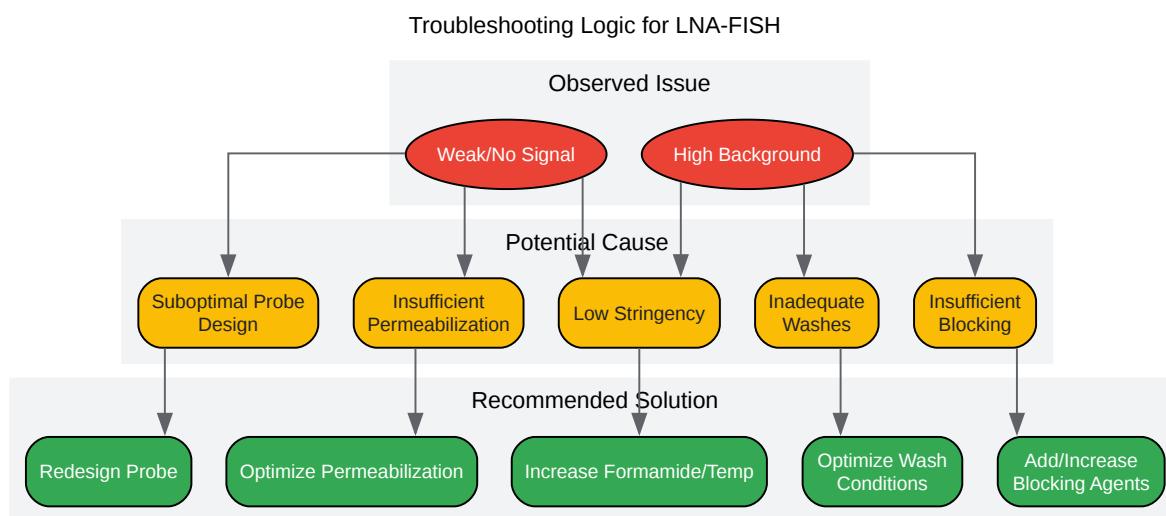 Troubleshooting Logic for LNA-FISH
Observed Issue
Weak/No Signal
High Background
Potential Cause
Suboptimal Probe
Design
Insufficient
Permeabilization
Low Stringency
Inadequate
Washes
Insufficient
Blocking
Recommended Solution
Redesign Probe
Optimize Permeabilization
Increase Formamide/Temp
Optimize Wash
Conditions
Add/Increase
Blocking Agents